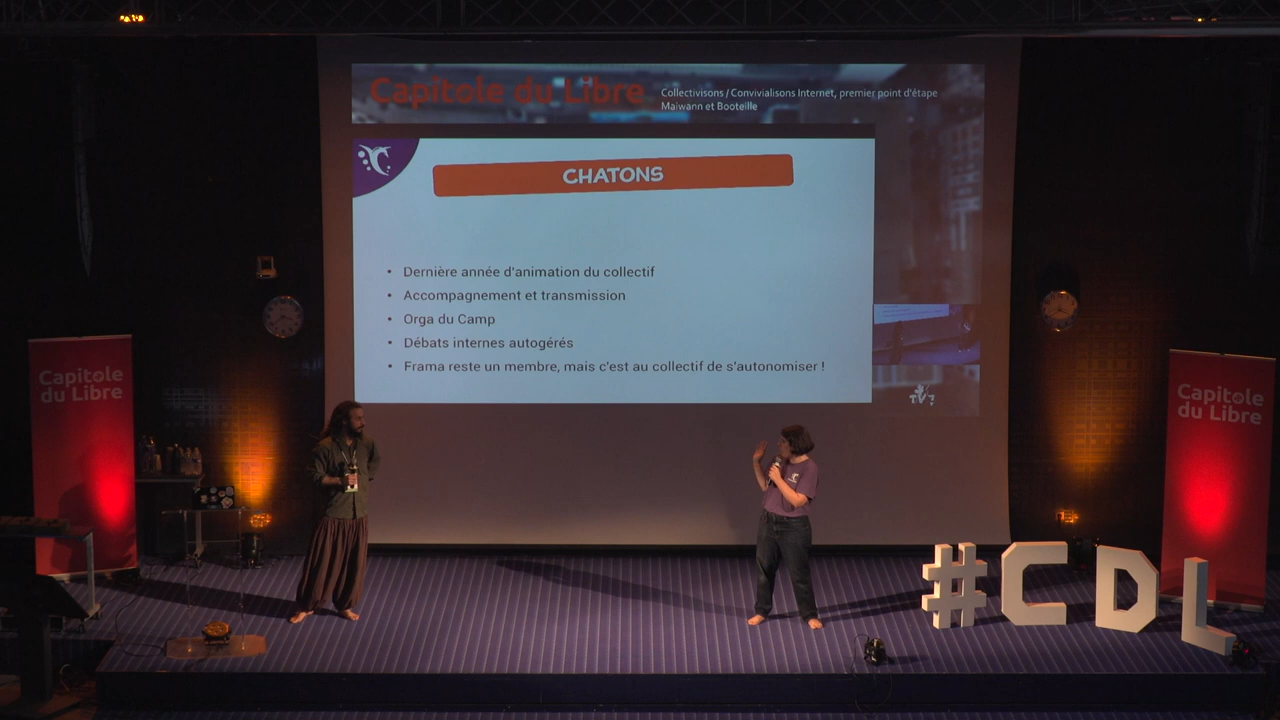 Capitole du Libre
Collectivisons / Convivialisons Internet, premier point d'étape
Maiwann et Booteille
CHATONS
• Dernière année d'animation du collectif
• Accompagnement et transmission
• Orga du Camp
• Débats internes autogérés
• Frama reste un membre, mais c'est au collectif de s'autonomiser !
Capitole
du Libre
Capitole
du Libre
#CDL